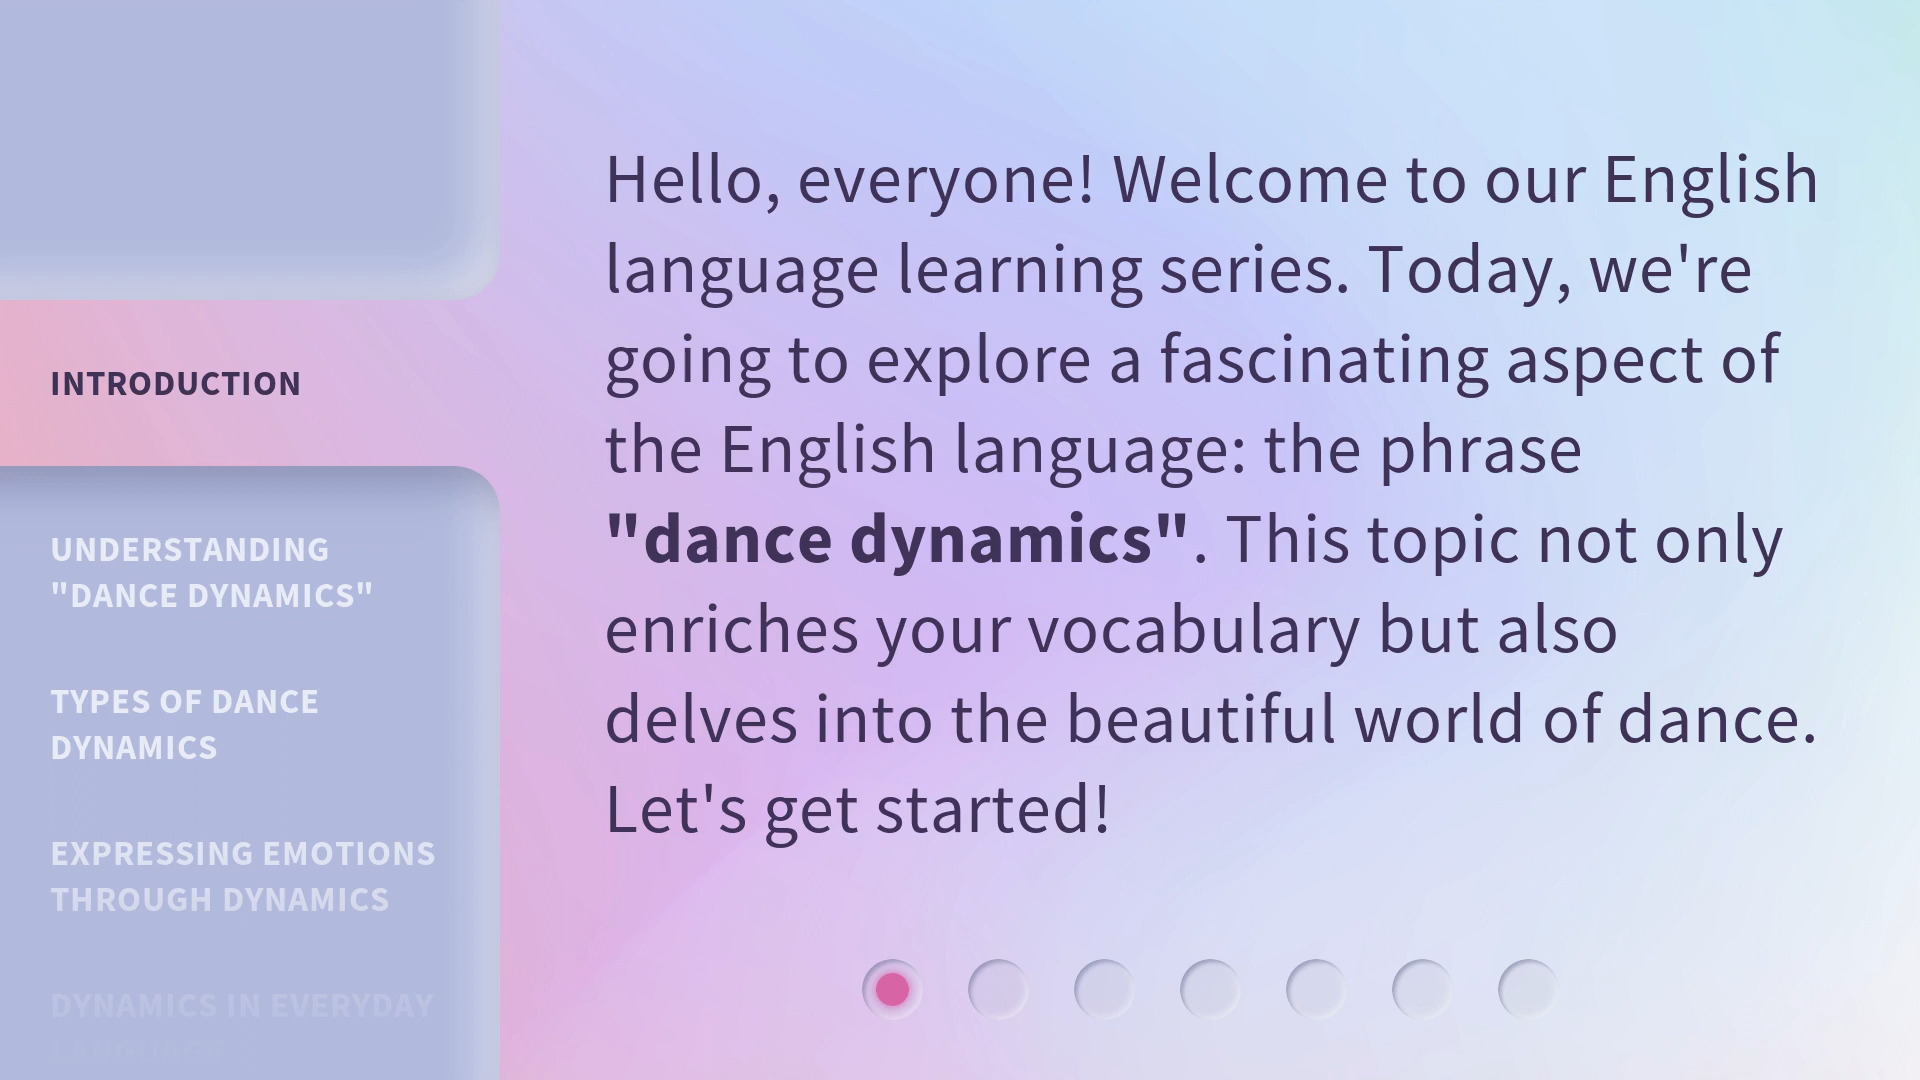 INTRODUCTION
UNDERSTANDING
"DANCE DYNAMICS"
TYPES OF DANCE
DYNAMICS
EXPRESSING EMOTIONS
THROUGH DYNAMICS
DYNAMICS IN EVERYDAY
LANGUAGE
Hello, everyone! Welcome to our English
language learning series. Today, we're
going to explore a fascinating aspect of
the English language: the phrase
"dance dynamics". This topic not only
enriches your vocabulary but also
delves into the beautiful world of dance.
Let's get started!